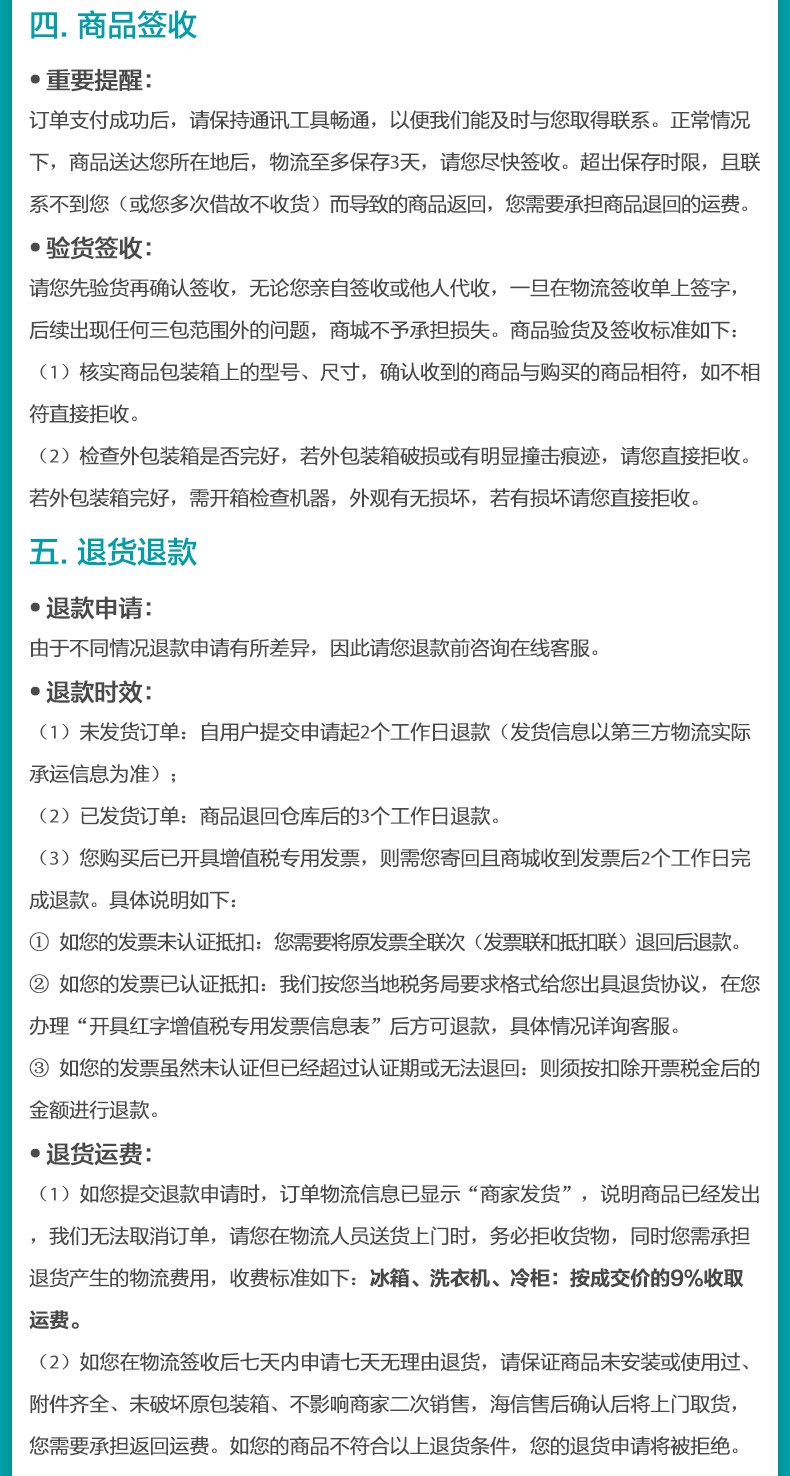 四. 商品签收
• 重要提醒：
订单支付成功后，请保持通讯工具畅通，以便我们能及时与您取得联系。正常情况
下，商品送达您所在地后，物流至多保存3天，请您尽快签收。超出保存时限，且联
系不到您（或您多次借故不收货）而导致的商品返回，您需要承担商品退回的运费。
• 验货签收：
请您先验货再确认签收，无论您亲自签收或他人代收，一旦在物流签收单上签字，
后续出现任何三包范围外的问题，商城不予承担损失。商品验货及签收标准如下：
（1）核实商品包装箱上的型号、尺寸，确认收到的商品与购买的商品相符，如不相
符直接拒收。
（2）检查外包装箱是否完好，若外包装箱破损或有明显撞击痕迹，请您直接拒收。
若外包装箱完好，需开箱检查机器，外观有无损坏，若有损坏请您直接拒收。
五. 退货退款
• 退款申请：
由于不同情况退款申请有所差异，因此请您退款前咨询在线客服。
• 退款时效：
（1）未发货订单：自用户提交申请起2个工作日退款（发货信息以第三方物流实际
承运信息为准）；
（2）已发货订单：商品退回仓库后的3个工作日退款。
（3）您购买后已开具增值税专用发票，则需您寄回且商城收到发票后2个工作日完
成退款。具体说明如下：
① 如您的发票未认证抵扣：您需要将原发票全联次（发票联和抵扣联）退回后退款。
② 如您的发票已认证抵扣：我们按您当地税务局要求格式给您出具退货协议，在您
办理“开具红字增值税专用发票信息表”后方可退款，具体情况详询客服。
③ 如您的发票虽然未认证但已经超过认证期或无法退回：则须按扣除开票税金后的
金额进行退款。
• 退货运费：
（1）如您提交退款申请时，订单物流信息已显示“商家发货”，说明商品已经发出
，我们无法取消订单，请您在物流人员送货上门时，务必拒收货物，同时您需承担
退货产生的物流费用，收费标准如下：冰箱、洗衣机、冷柜：按成交价的9%收取
运费。
（2）如您在物流签收后七天内申请七天无理由退货，请保证商品未安装或使用过、
附件齐全、未破坏原包装箱、不影响商家二次销售，海信售后确认后将上门取货，
您需要承担返回运费。如您的商品不符合以上退货条件，您的退货申请将被拒绝。